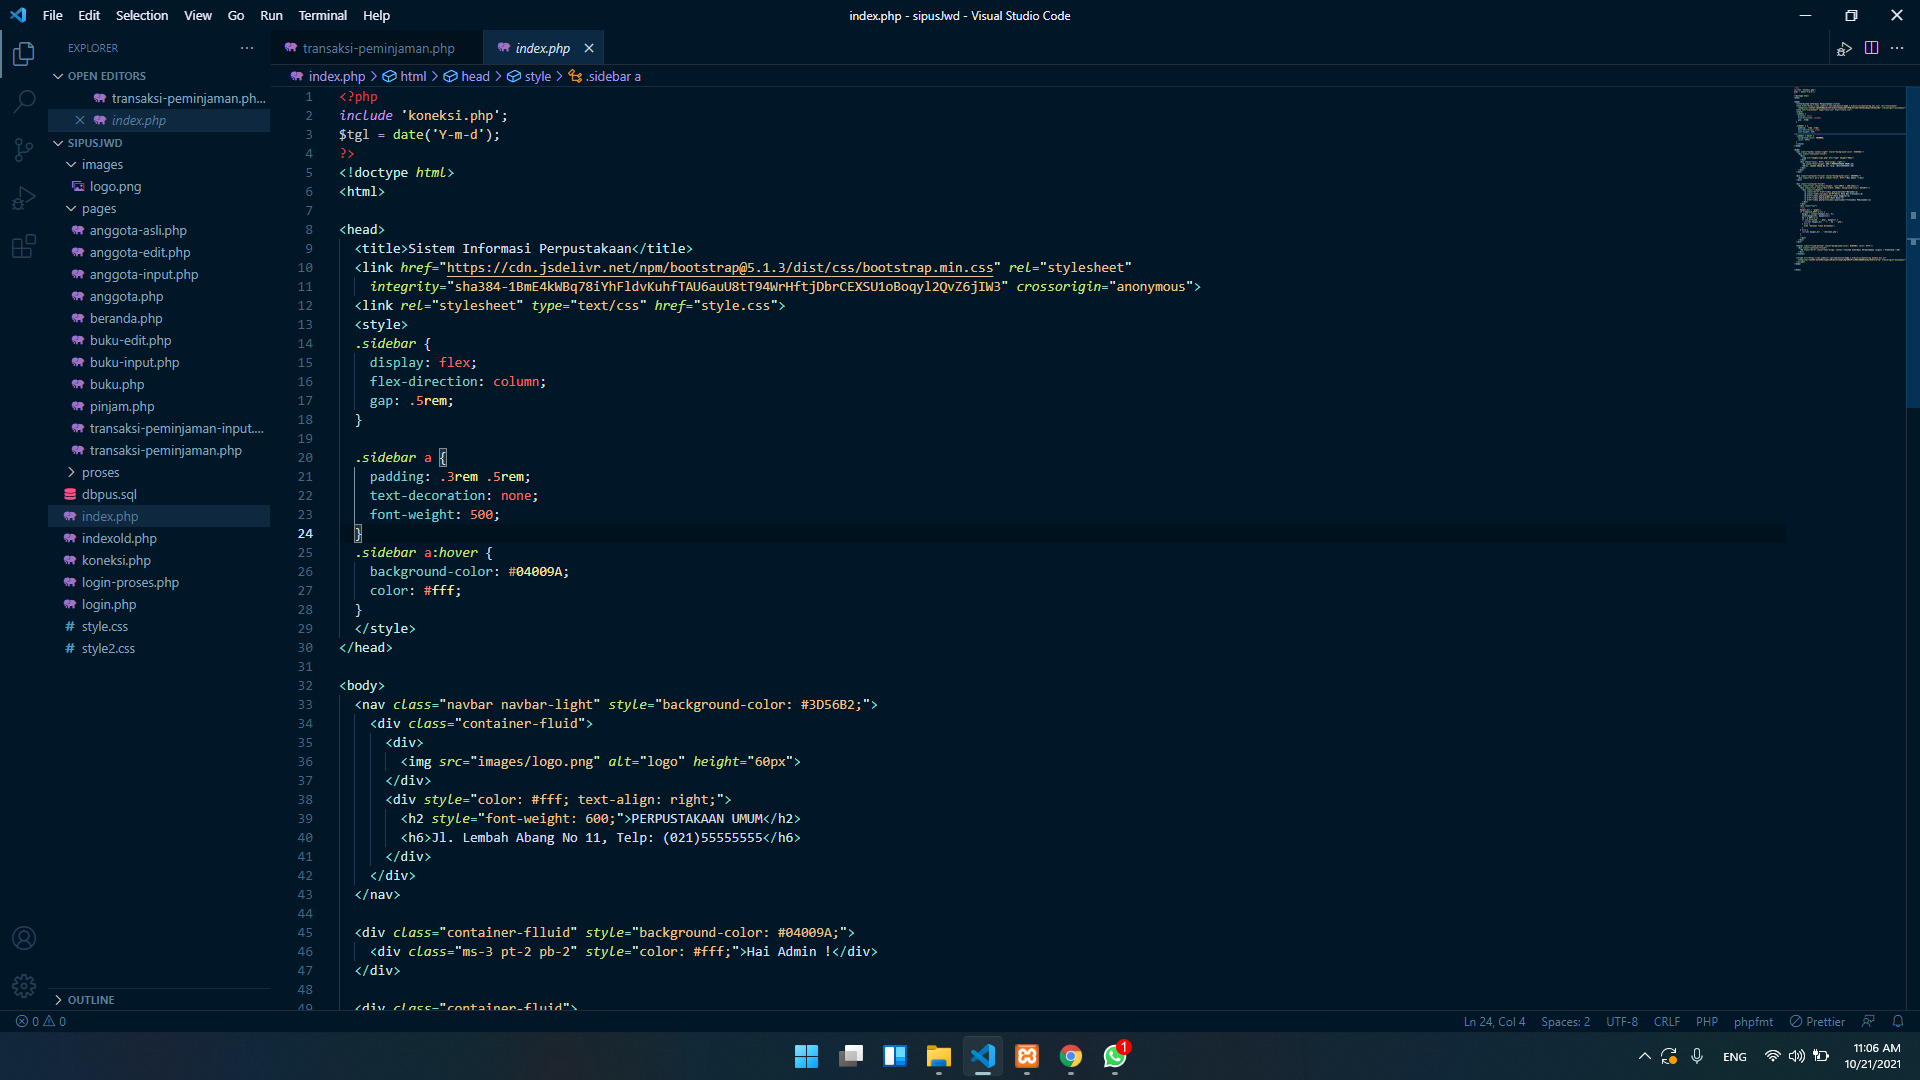 File Edit Selection View Go Run Terminal Help
index.php - sipusJwd - Visual Studio Code
EXPLORER
transaksi-peminjaman.php
index.php
OPEN EDITORS
transaksi-peminjaman.ph...
index.php
SIPUSJWD
images
logo.png
pages
anggota-asli.php
anggota-edit.php
anggota-input.php
anggota.php
beranda.php
buku-edit.php
buku-input.php
buku.php
pinjam.php
transaksi-peminjaman-input....
transaksi-peminjaman.php
proses
dbpus.sql
index.php
indexold.php
koneksi.php
login-proses.php
login.php
style.css
style2.css
OUTLINE
index.php > html > head > style > .sidebar a
1 <?php
2 include 'koneksi.php';
3 $tgl = date('Y-m-d');
4 ?>
5 <!doctype html>
6 <html>
7
8 <head>
9 <title>Sistem Informasi Perpustakaan</title>
10 <link href="https://cdn.jsdelivr.net/npm/bootstrap@5.1.3/dist/css/bootstrap.min.css" rel="stylesheet"
11 integrity="sha384-1BmE4kWBq78iYhFldvKuhfTAU6auU8tT94WrHftjDbrCEXSU1oBoqyl2QvZ6jIW3" crossorigin="anonymous">
12 <link rel="stylesheet" type="text/css" href="style.css">
13 <style>
14 .sidebar {
15 display: flex;
16 flex-direction: column;
17 gap: .5rem;
18 }
19
20 .sidebar a {
21 padding: .3rem .5rem;
22 text-decoration: none;
23 font-weight: 500;
24 }
25 .sidebar a:hover {
26 background-color: #04009A;
27 color: #fff;
28 }
29 </style>
30 </head>
31
32 <body>
33 <nav class="navbar navbar-light" style="background-color: #3D56B2;">
34 <div class="container-fluid">
35 <div>
36 <img src="images/logo.png" alt="logo" height="60px">
37 </div>
38 <div style="color: #fff; text-align: right;">
39 <h2 style="font-weight: 600;">PERPUSTAKAAN UMUM</h2>
40 <h6>Jl. Lembah Abang No 11, Telp: (021)55555555</h6>
41 </div>
42 </div>
43 </nav>
44
45 <div class="container-flluid" style="background-color: #04009A;">
46 <div class="ms-3 pt-2 pb-2" style="color: #fff;">Hai Admin !</div>
47 </div>
48
49 <div class="container-fluid">
0 0
Ln 24, Col 4 Spaces: 2 UTF-8 CRLF PHP phpfmt Prettier
1
ENG
11:06 AM
10/21/2021